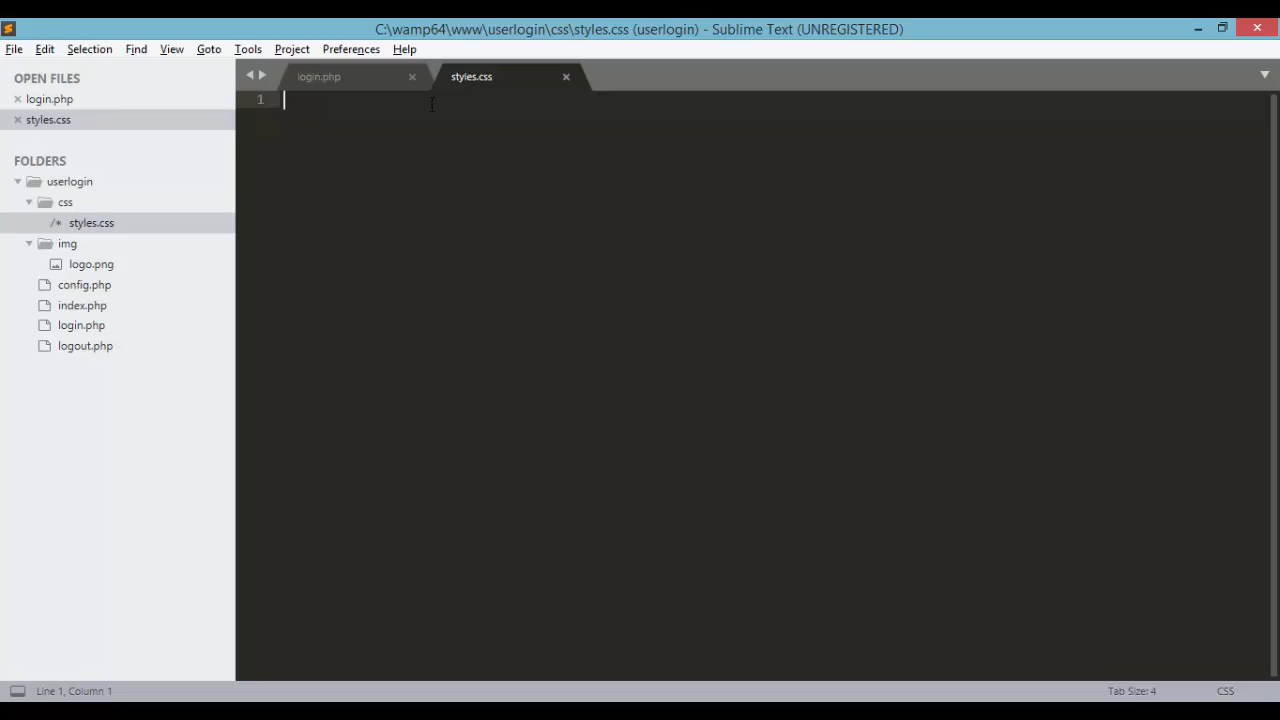 C:\wamp64\www\userlogin\css\styles.css (userlogin) - Sublime Text (UNREGISTERED)
File Edit Selection Find View Goto Tools Project Preferences Help
OPEN FILES
login.php
styles.css
FOLDERS
userlogin
css
/* styles.css
img
logo.png
config.php
index.php
login.php
logout.php
login.php styles.css
1
Line 1, Column 1 Tab Size: 4 CSS